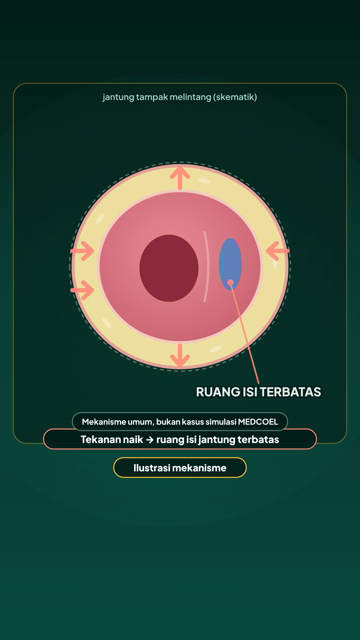 jantung tampak melintang (skematik)
RUANG ISI TERBATAS
Mekanisme umum, bukan kasus simulasi MEDCOEL
Tekanan naik → ruang isi jantung terbatas
Ilustrasi mekanisme